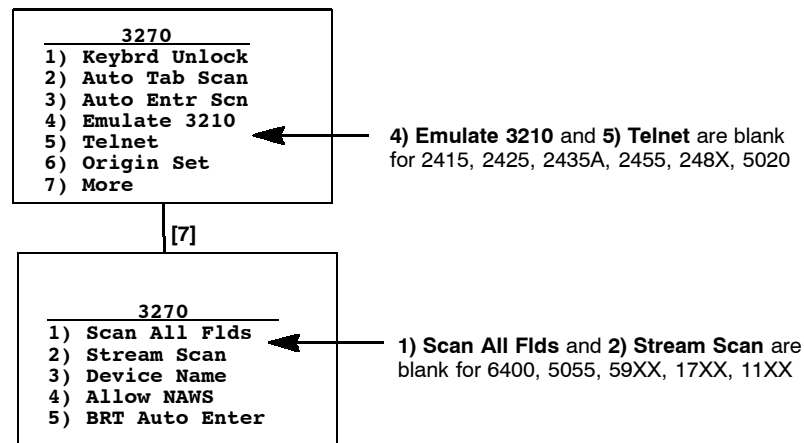 3270
1) Keybrd Unlock
2) Auto Tab Scan
3) Auto Entr Scn
4) Emulate 3210
5) Telnet
6) Origin Set
7) More
4) Emulate 3210 and 5) Telnet are blank
for 2415, 2425, 2435A, 2455, 248X, 5020
[7]
3270
1) Scan All Flds
2) Stream Scan
3) Device Name
4) Allow NAWS
5) BRT Auto Enter
1) Scan All Flds and 2) Stream Scan are
blank for 6400, 5055, 59XX, 17XX, 11XX